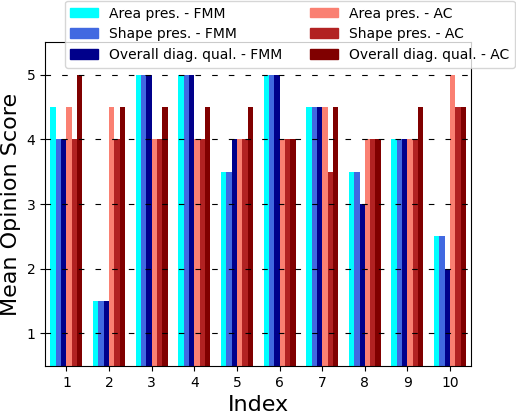 Area pres. - FMM
Shape pres. - FMM
Overall diag. qual. - FMM
Area pres. - AC
Shape pres. - AC
Overall diag. qual. - AC
Mean Opinion Score
5
4
3
2
1
1 2 3 4 5 6 7 8 9 10
Index